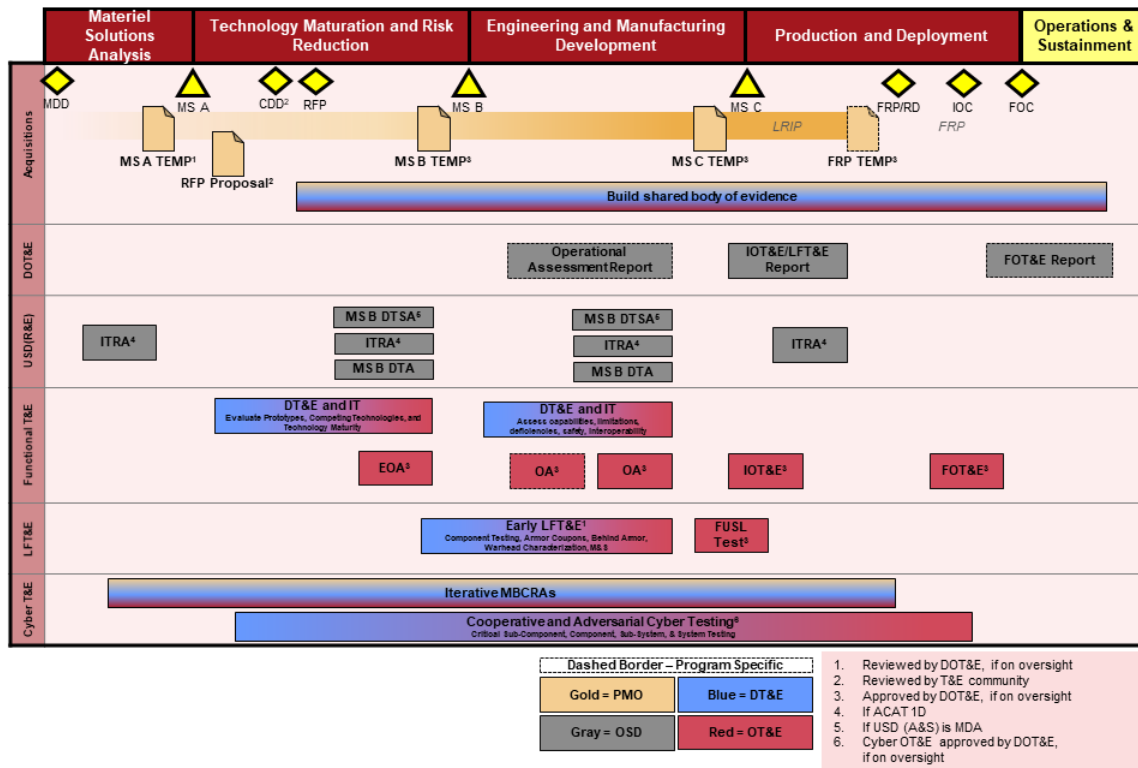 Materiel
Solutions
Analysis
Technology Maturation and Risk
Reduction
Engineering and Manufacturing
Development
Production and Deployment
Operations &
Sustainment
Acquisitions
MDD
MS A
CDD²
RFP
MS B
MS C
FRP/RD
IOC
FOC
LRIP
FRP
MS A TEMP¹
RFP Proposal²
MS B TEMP³
MS C TEMP³
FRP TEMP³
Build shared body of evidence
DOT&E
Operational
Assessment Report
IOT&E/LFT&E
Report
FOT&E Report
USD(R&E)
ITRA⁴
MS B DTSA⁵
ITRA⁴
MS B DTA
MS B DTSA⁵
ITRA⁴
MS B DTA
ITRA⁴
Functional T&E
DT&E and IT
Evaluate Prototypes, Competing Technologies, and
Technology Maturity
DT&E and IT
Assess capabilities, limitations,
deficiencies, safety, Interoperability
EOA³
OA³
OA³
IOT&E³
FOT&E³
LFT&E
Early LFT&E¹
Component Testing, Armor Coupons, Behind Armor,
Warhead Characterization, M&S
FUSL
Test³
Cyber T&E
Iterative MBCRAs
Cooperative and Adversarial Cyber Testing⁶
Critical Sub-Component, Component, Sub-System, & System Testing
Dashed Border – Program Specific
Gold = PMO
Blue = DT&E
Gray = OSD
Red = OT&E
1. Reviewed by DOT&E, if on oversight
2. Reviewed by T&E community
3. Approved by DOT&E, if on oversight
4. If ACAT 1D
5. If USD (A&S) is MDA
6. Cyber OT&E approved by DOT&E,
if on oversight